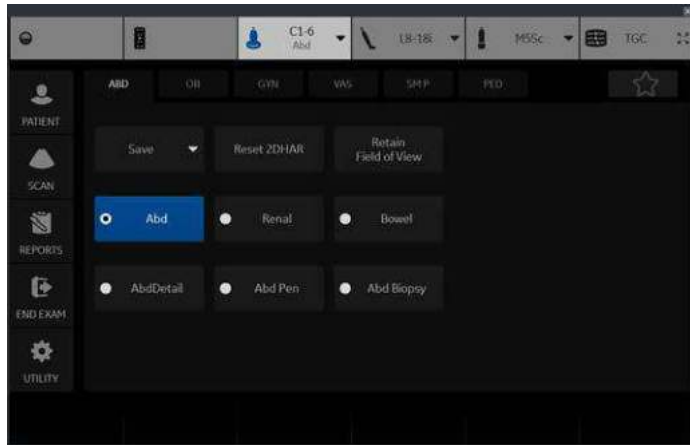 C1-6
Abd
L8-18i
M5Sc
TGC
ABD
OB
GYN
VAS
SMP
PED
PATIENT
Save
Reset 2DHAR
Retain
Field of View
SCAN
Abd
Renal
Bowel
REPORTS
AbdDetail
Abd Pen
Abd Biopsy
END EXAM
UTILITY